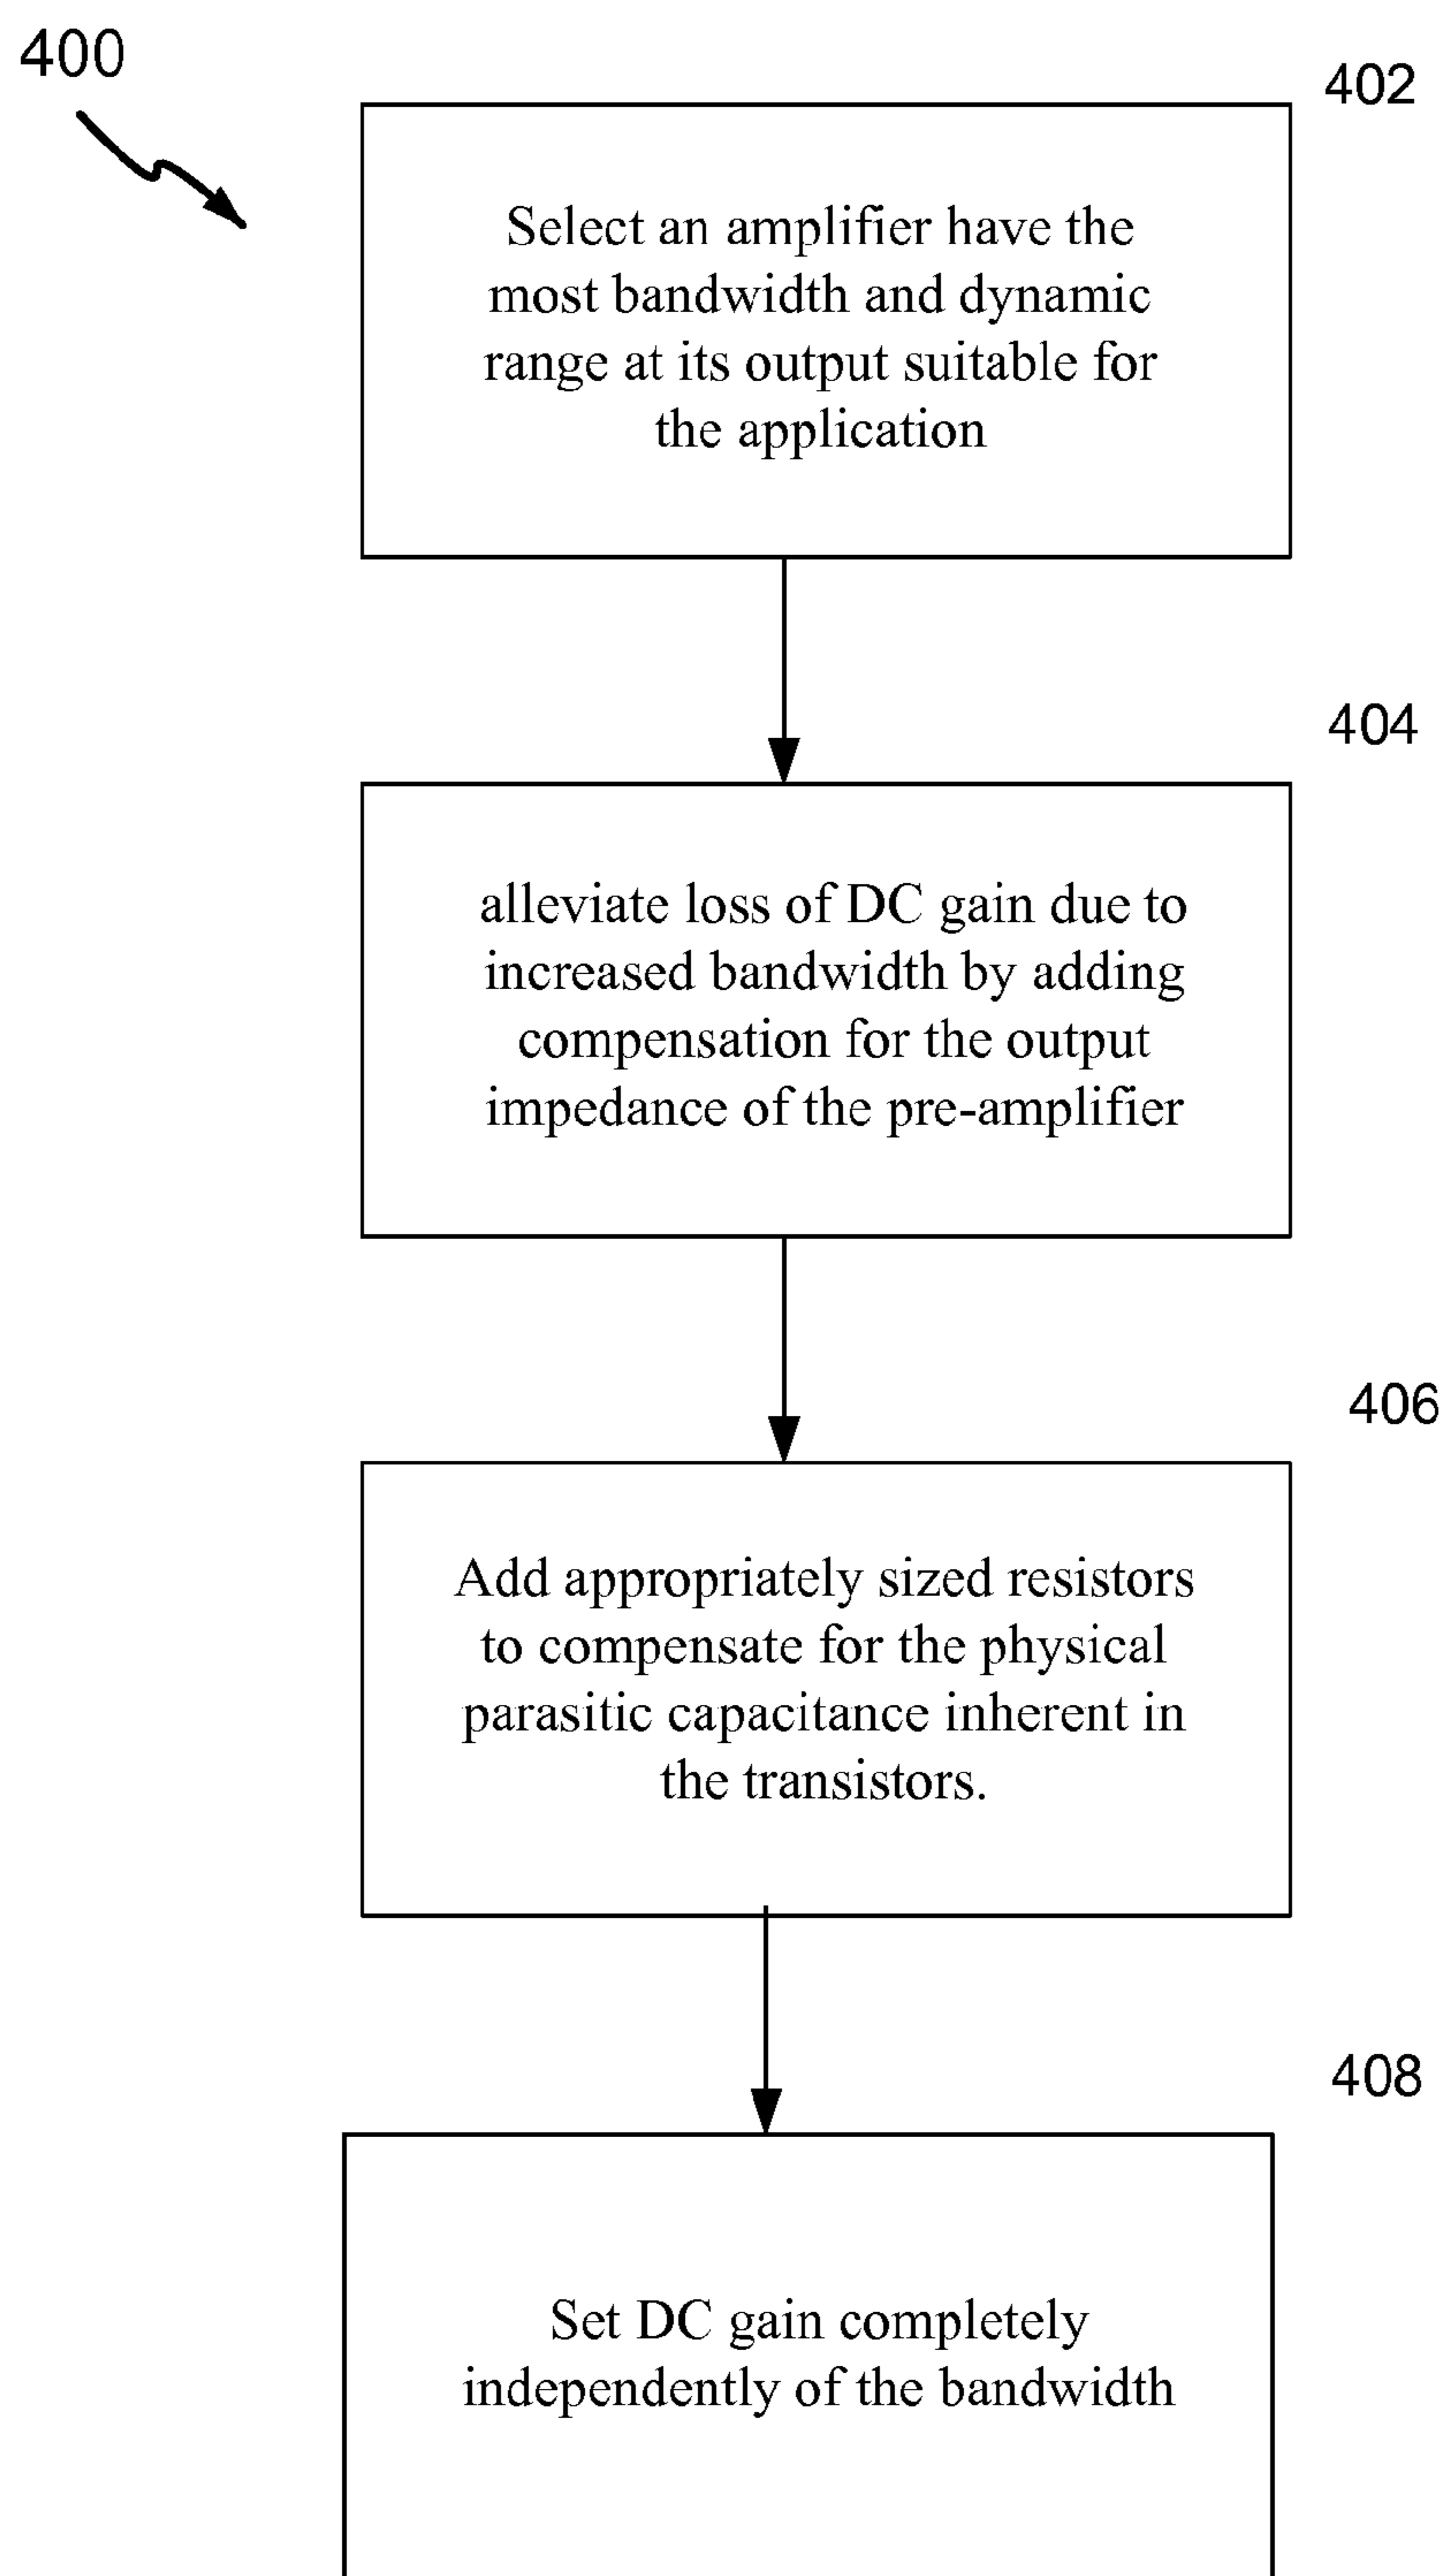 400
402
Select an amplifier have the
most bandwidth and dynamic
range at its output suitable for
the application
404
alleviate loss of DC gain due to
increased bandwidth by adding
compensation for the output
impedance of the pre-amplifier
406
Add appropriately sized resistors
to compensate for the physical
parasitic capacitance inherent in
the transistors.
408
Set DC gain completely
independently of the bandwidth